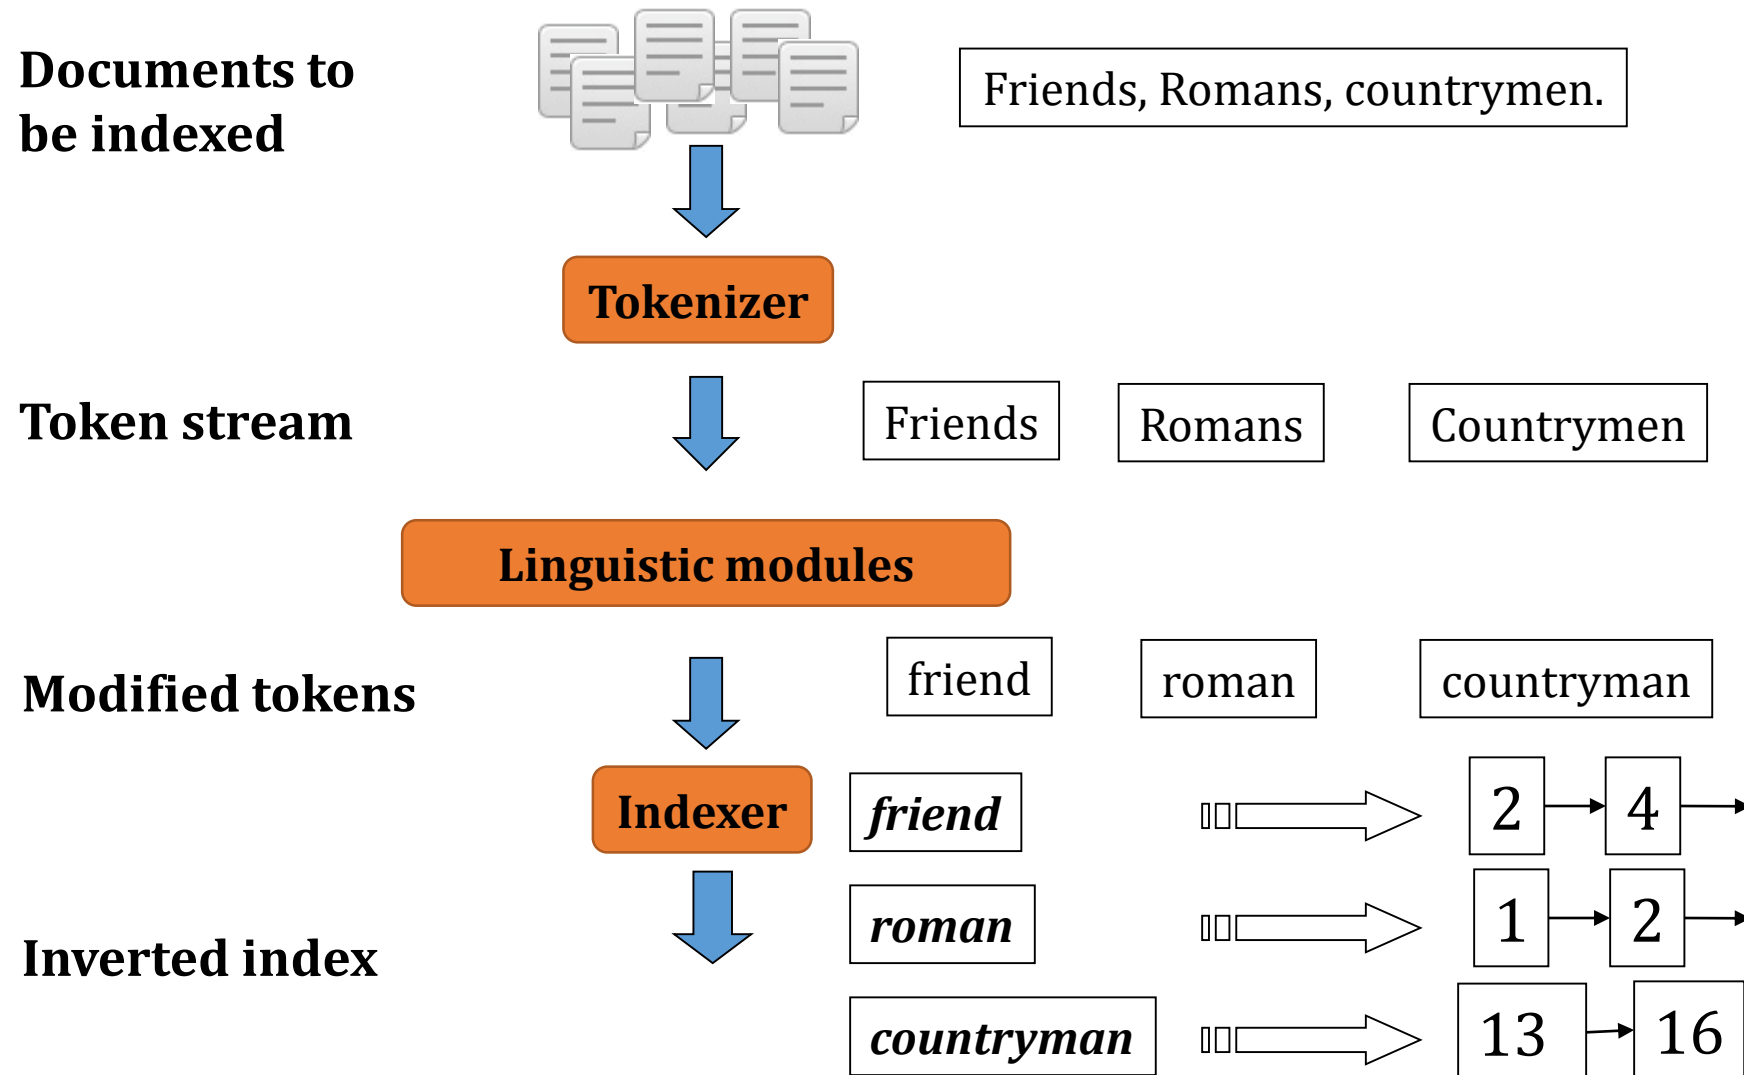 Documents to
be indexed
Friends, Romans, countrymen.
Tokenizer
Token stream
Friends
Romans
Countrymen
Linguistic modules
Modified tokens
friend
roman
countryman
Indexer
friend
2
4
roman
1
2
Inverted index
countryman
13
16